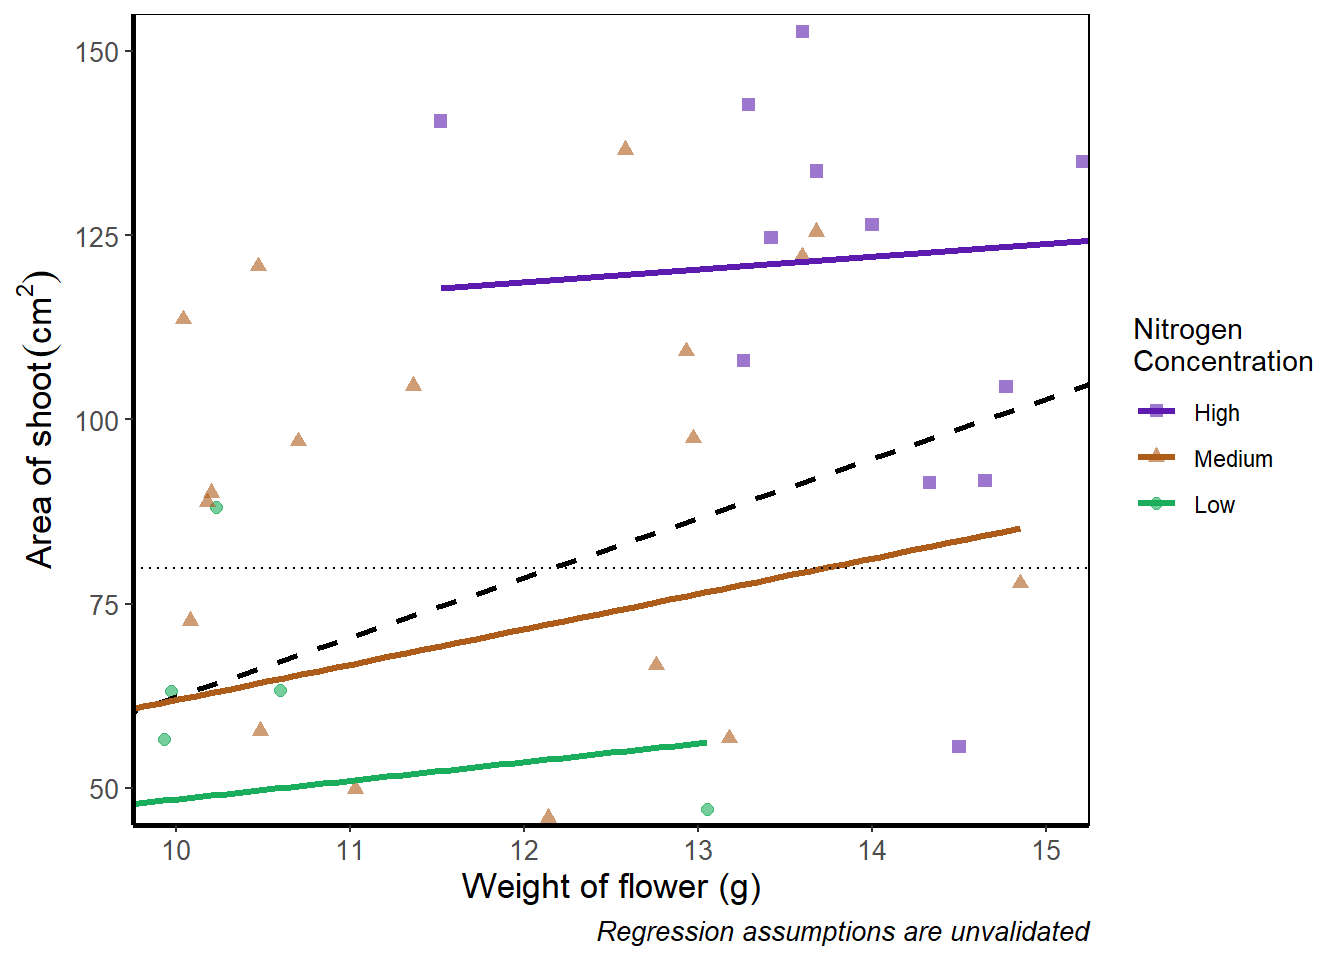 150
125
100
75
50
Area of shoot(cm²)
10 11 12 13 14 15
Weight of flower (g)
Regression assumptions are unvalidated
Nitrogen
Concentration
High
Medium
Low